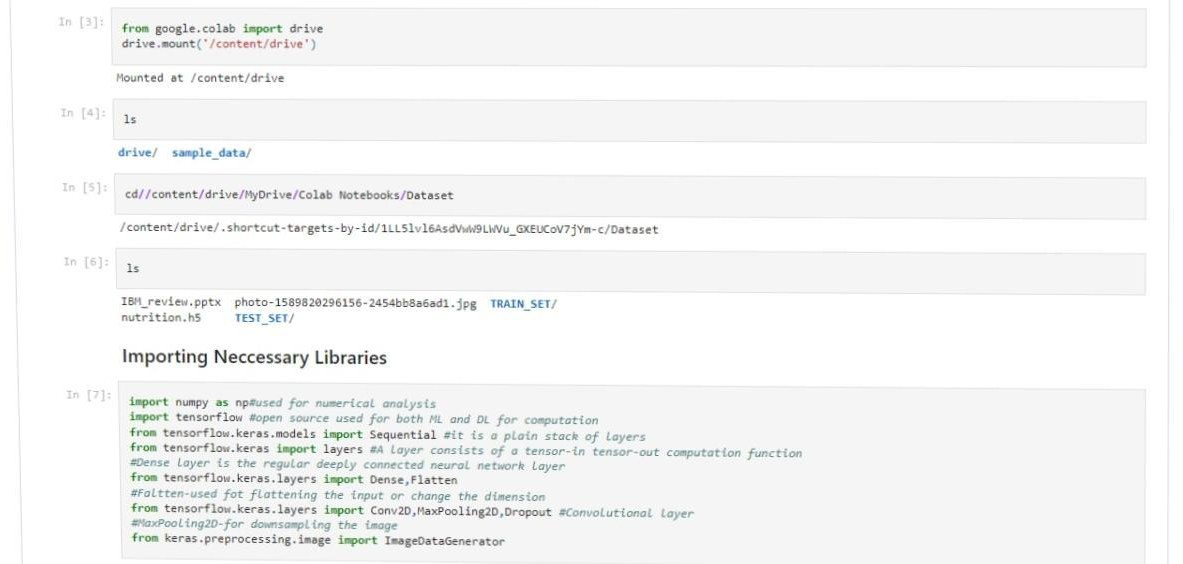 In [3]:
from google.colab import drive
drive.mount('/content/drive')
Mounted at /content/drive
In [4]:
ls
drive/ sample_data/
In [5]:
cd//content/drive/MyDrive/Colab Notebooks/Dataset
/content/drive/.shortcut-targets-by-id/1LL5lvl6AsdVwW9LWVu_GXEUCoV7jYm-c/Dataset
In [6]:
ls
IBM_review.pptx photo-1589820296156-2454bb8a6ad1.jpg TRAIN_SET/
nutrition.h5 TEST_SET/
Importing Neccessary Libraries
In [7]:
import numpy as np#used for numerical analysis
import tensorflow #open source used for both ML and DL for computation
from tensorflow.keras.models import Sequential #it is a plain stack of layers
from tensorflow.keras import layers #A layer consists of a tensor-in tensor-out computation function
#Dense layer is the regular deeply connected neural network layer
from tensorflow.keras.layers import Dense,Flatten
#Faltten-used fot flattening the input or change the dimension
from tensorflow.keras.layers import Conv2D,MaxPooling2D,Dropout #Convolutional layer
#MaxPooling2D-for downsampling the image
from keras.preprocessing.image import ImageDataGenerator